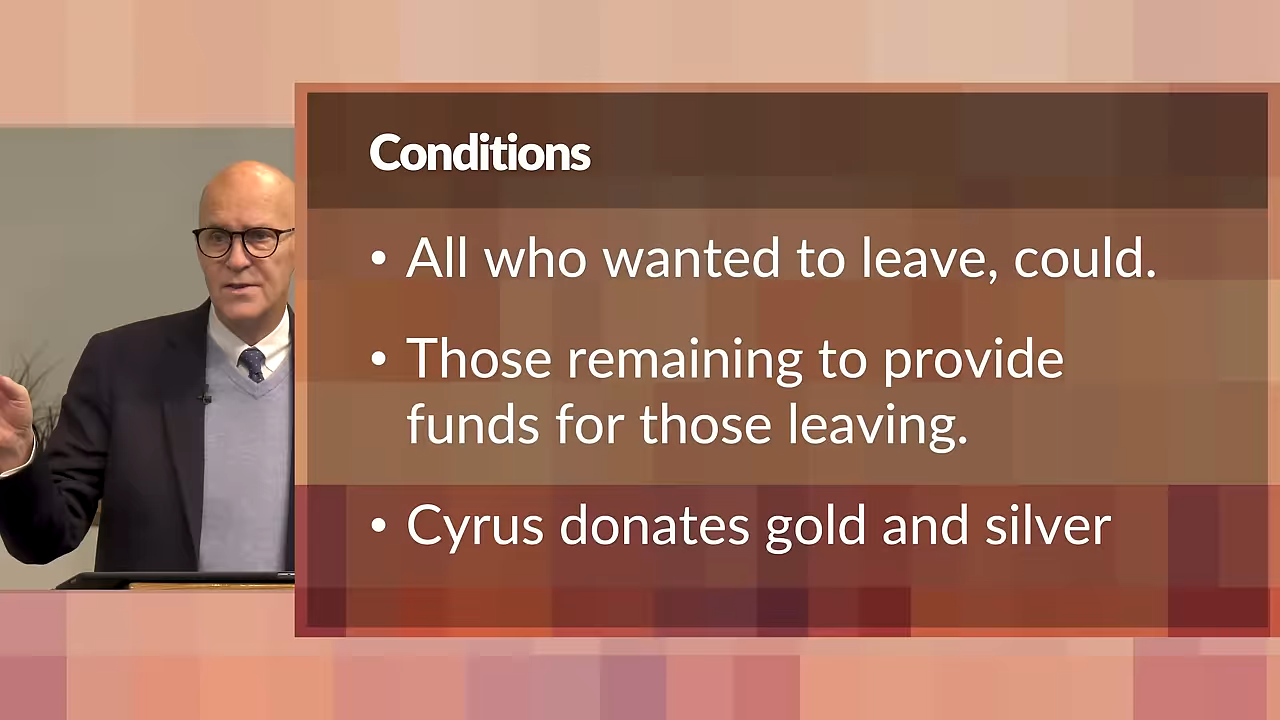 Conditions
• All who wanted to leave, could.
• Those remaining to provide
funds for those leaving.
• Cyrus donates gold and silver